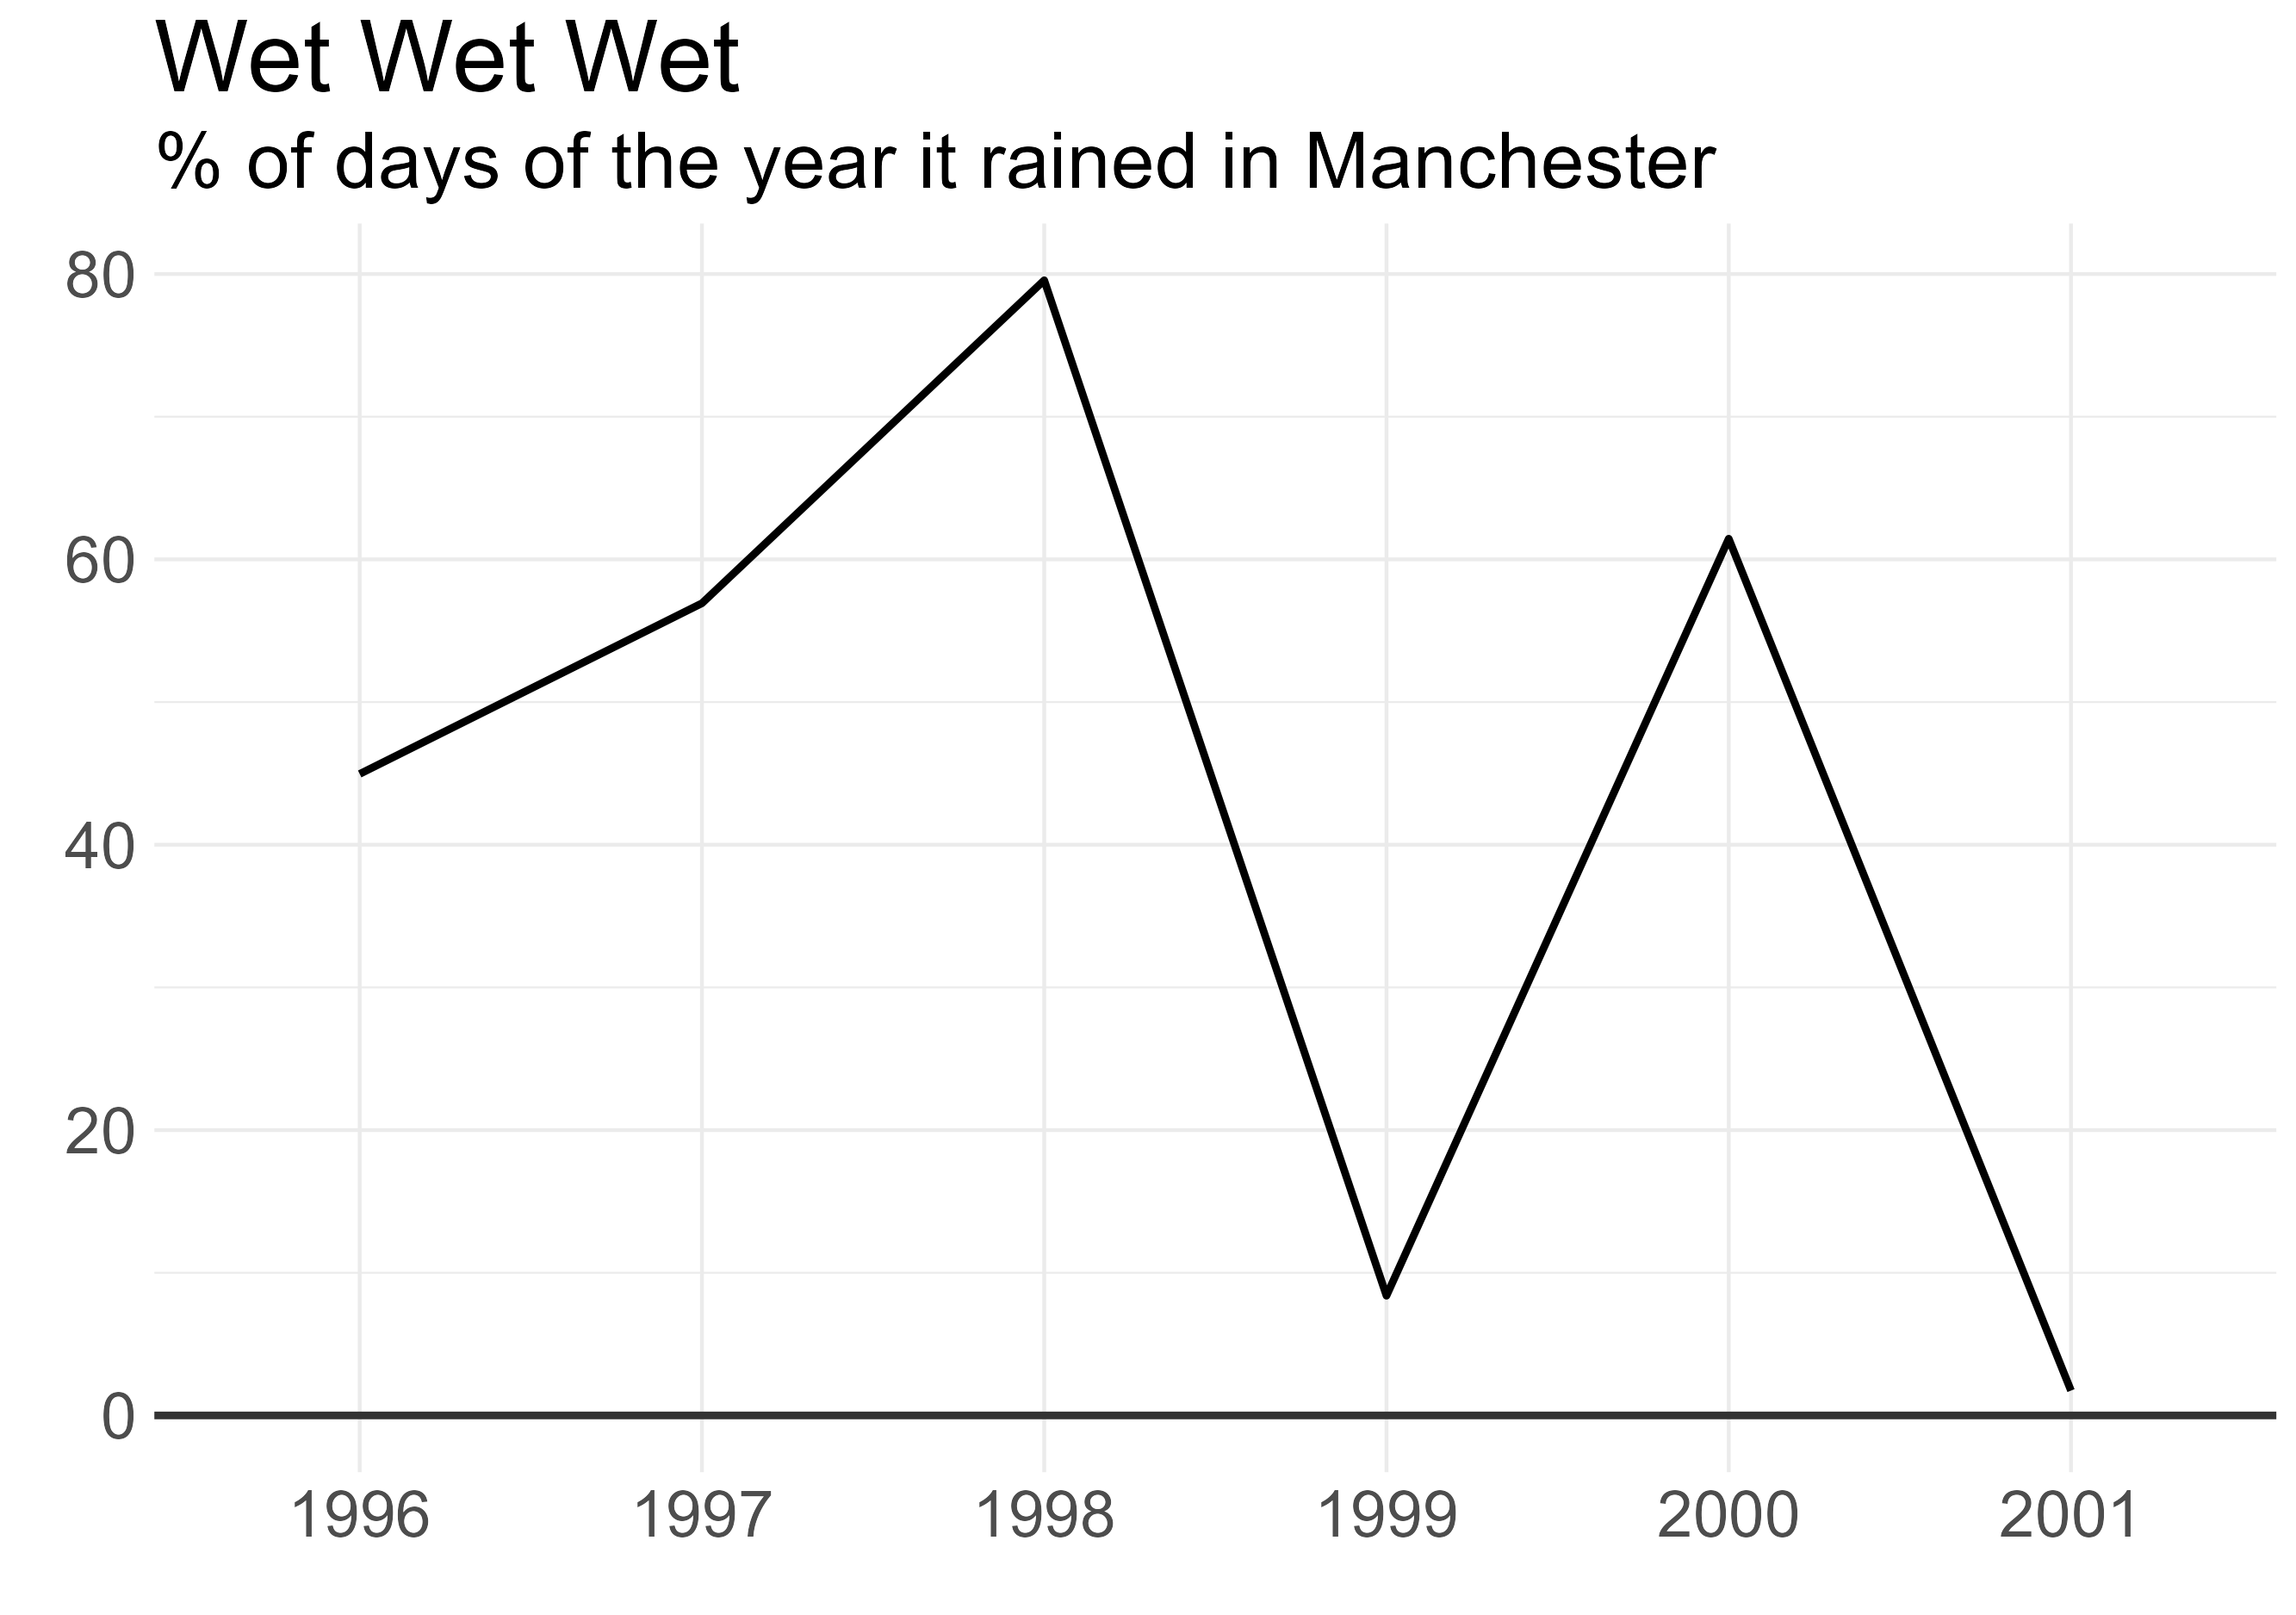 Wet Wet Wet
% of days of the year it rained in Manchester
80
60
40
20
0
1996 1997 1998 1999 2000 2001